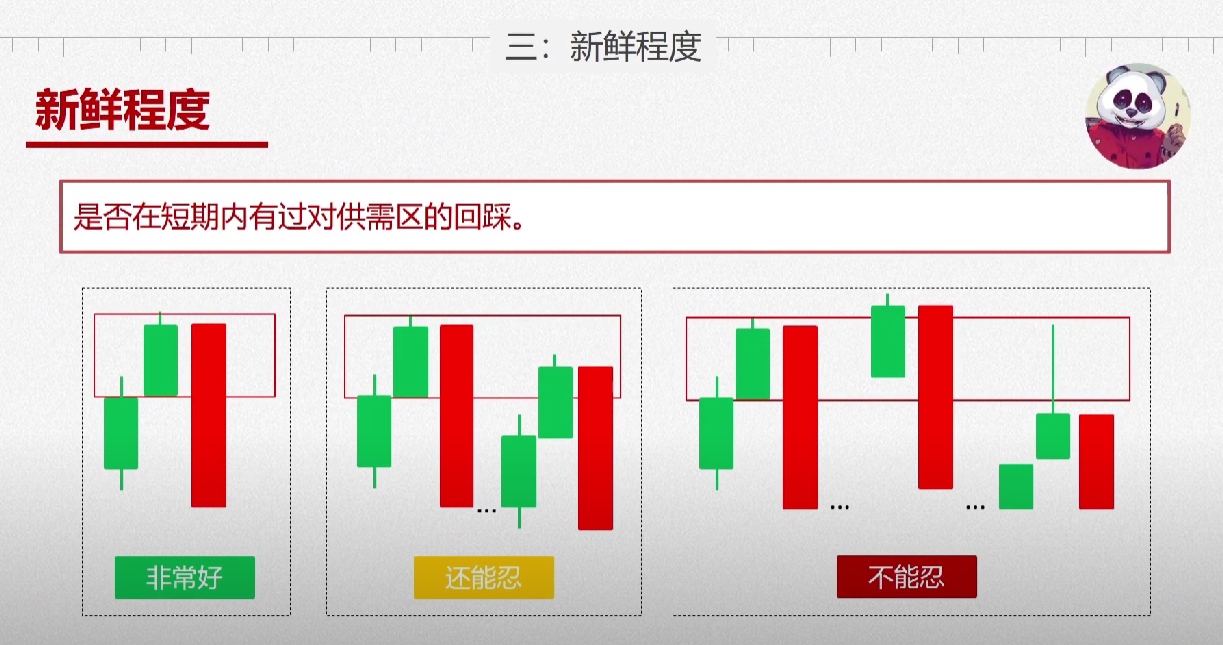 三：新鲜程度
新鲜程度
是否在短期内有过对供需区的回踩。
...
... ...
非常好
还能忍
不能忍